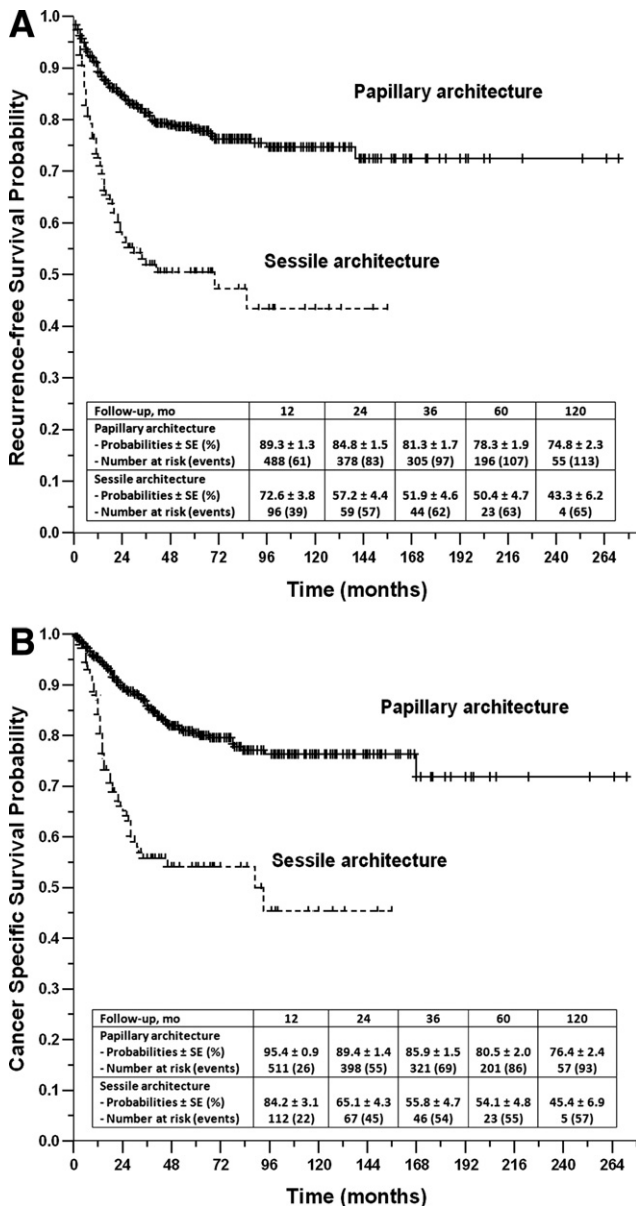 A
Recurrence-free Survival Probability
1.0
0.9
0.8
0.7
0.6
0.5
0.4
0.3
0.2
0.1
0.0
Papillary architecture
Sessile architecture
Follow-up, mo 12 24 36 60 120
Papillary architecture
- Probabilities ± SE (%) 89.3 ± 1.3 84.8 ± 1.5 81.3 ± 1.7 78.3 ± 1.9 74.8 ± 2.3
- Number at risk (events) 488 (61) 378 (83) 305 (97) 196 (107) 55 (113)
Sessile architecture
- Probabilities ± SE (%) 72.6 ± 3.8 57.2 ± 4.4 51.9 ± 4.6 50.4 ± 4.7 43.3 ± 6.2
- Number at risk (events) 96 (39) 59 (57) 44 (62) 23 (63) 4 (65)
0 24 48 72 96 120 144 168 192 216 240 264
Time (months)
B
Cancer Specific Survival Probability
1.0
0.9
0.8
0.7
0.6
0.5
0.4
0.3
0.2
0.1
0.0
Papillary architecture
Sessile architecture
Follow-up, mo 12 24 36 60 120
Papillary architecture
- Probabilities ± SE (%) 95.4 ± 0.9 89.4 ± 1.4 85.9 ± 1.5 80.5 ± 2.0 76.4 ± 2.4
- Number at risk (events) 511 (26) 398 (55) 321 (69) 201 (86) 57 (93)
Sessile architecture
- Probabilities ± SE (%) 84.2 ± 3.1 65.1 ± 4.3 55.8 ± 4.7 54.1 ± 4.8 45.4 ± 6.9
- Number at risk (events) 112 (22) 67 (45) 46 (54) 23 (55) 5 (57)
0 24 48 72 96 120 144 168 192 216 240 264
Time (months)